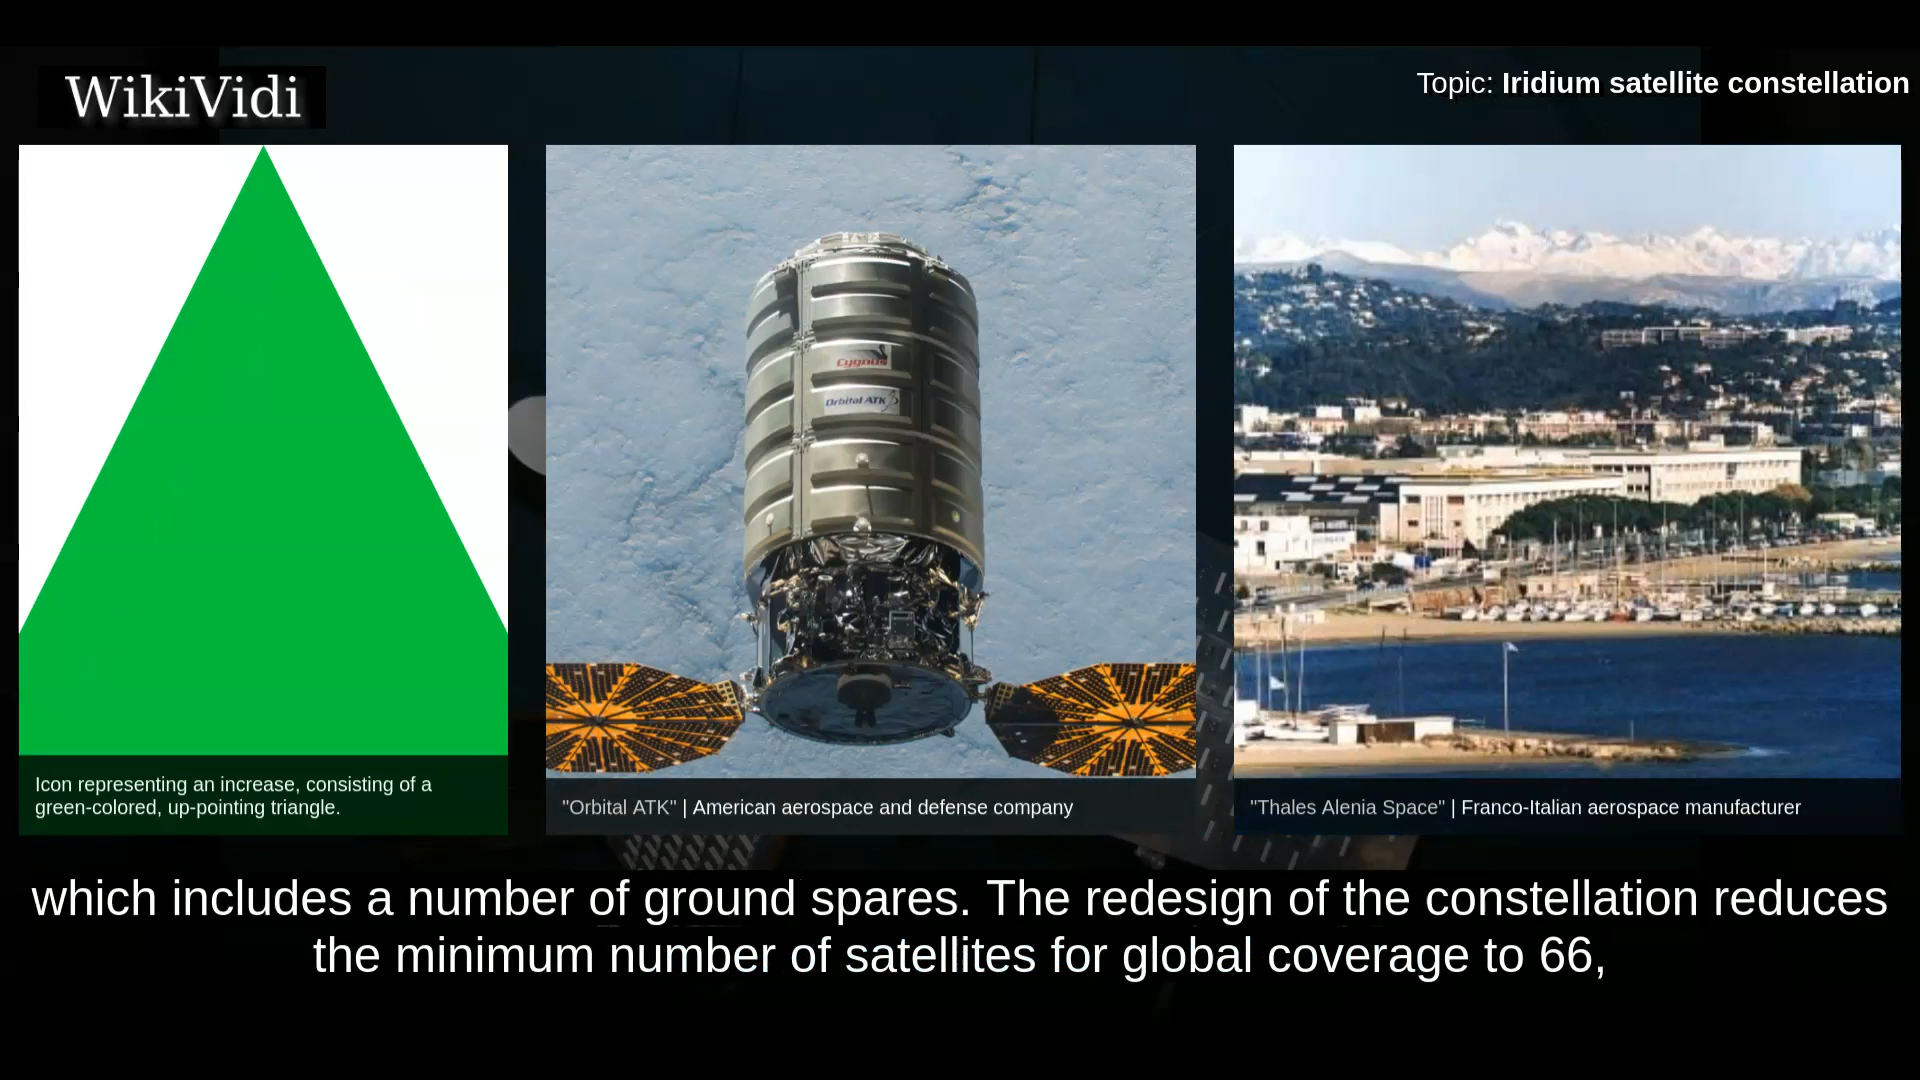 WikiVidi
Topic: Iridium satellite constellation
Cygnus
Orbital ATK
Icon representing an increase, consisting of a
green-colored, up-pointing triangle.
"Orbital ATK" | American aerospace and defense company
"Thales Alenia Space" | Franco-Italian aerospace manufacturer
which includes a number of ground spares. The redesign of the constellation reduces
the minimum number of satellites for global coverage to 66,